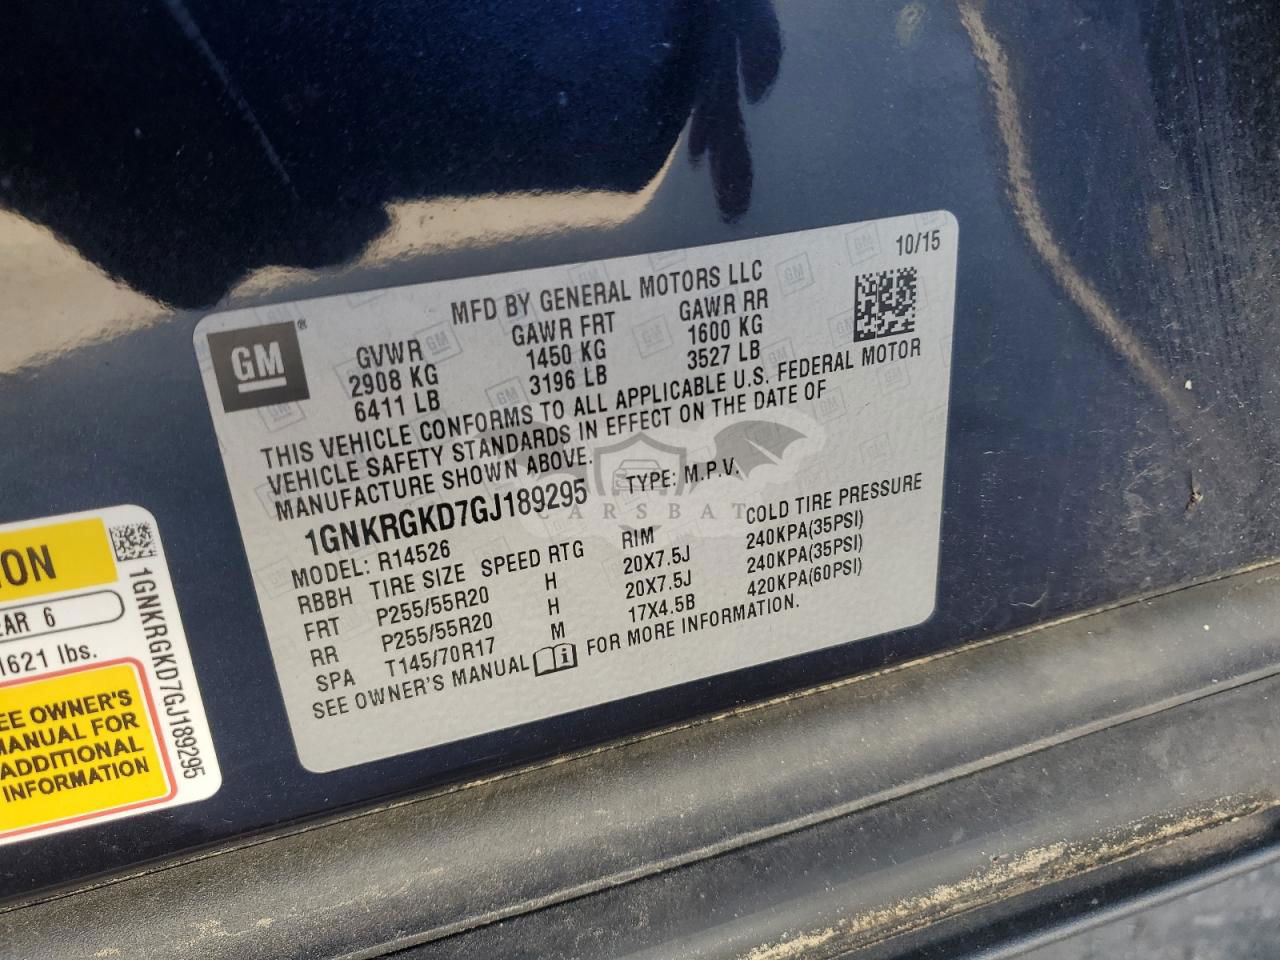 10/15
MFD BY GENERAL MOTORS LLC
GM
GVWR GAWR FRT GAWR RR
2908 KG 1450 KG 1600 KG
6411 LB 3196 LB 3527 LB
THIS VEHICLE CONFORMS TO ALL APPLICABLE U.S. FEDERAL MOTOR
VEHICLE SAFETY STANDARDS IN EFFECT ON THE DATE OF
MANUFACTURE SHOWN ABOVE.
1GNKRGKD7GJ189295 TYPE: M.P.V.
MODEL: R14526
RBBH TIRE SIZE SPEED RTG RIM COLD TIRE PRESSURE
FRT P255/55R20 H 20X7.5J 240KPA(35PSI)
RR P255/55R20 H 20X7.5J 240KPA(35PSI)
SPA T145/70R17 M 17X4.5B 420KPA(60PSI)
SEE OWNER'S MANUAL FOR MORE INFORMATION.
CARSBAT
6
lbs.
SEE OWNER'S
MANUAL FOR
ADDITIONAL
INFORMATION
1GNKRGKD7GJ189295